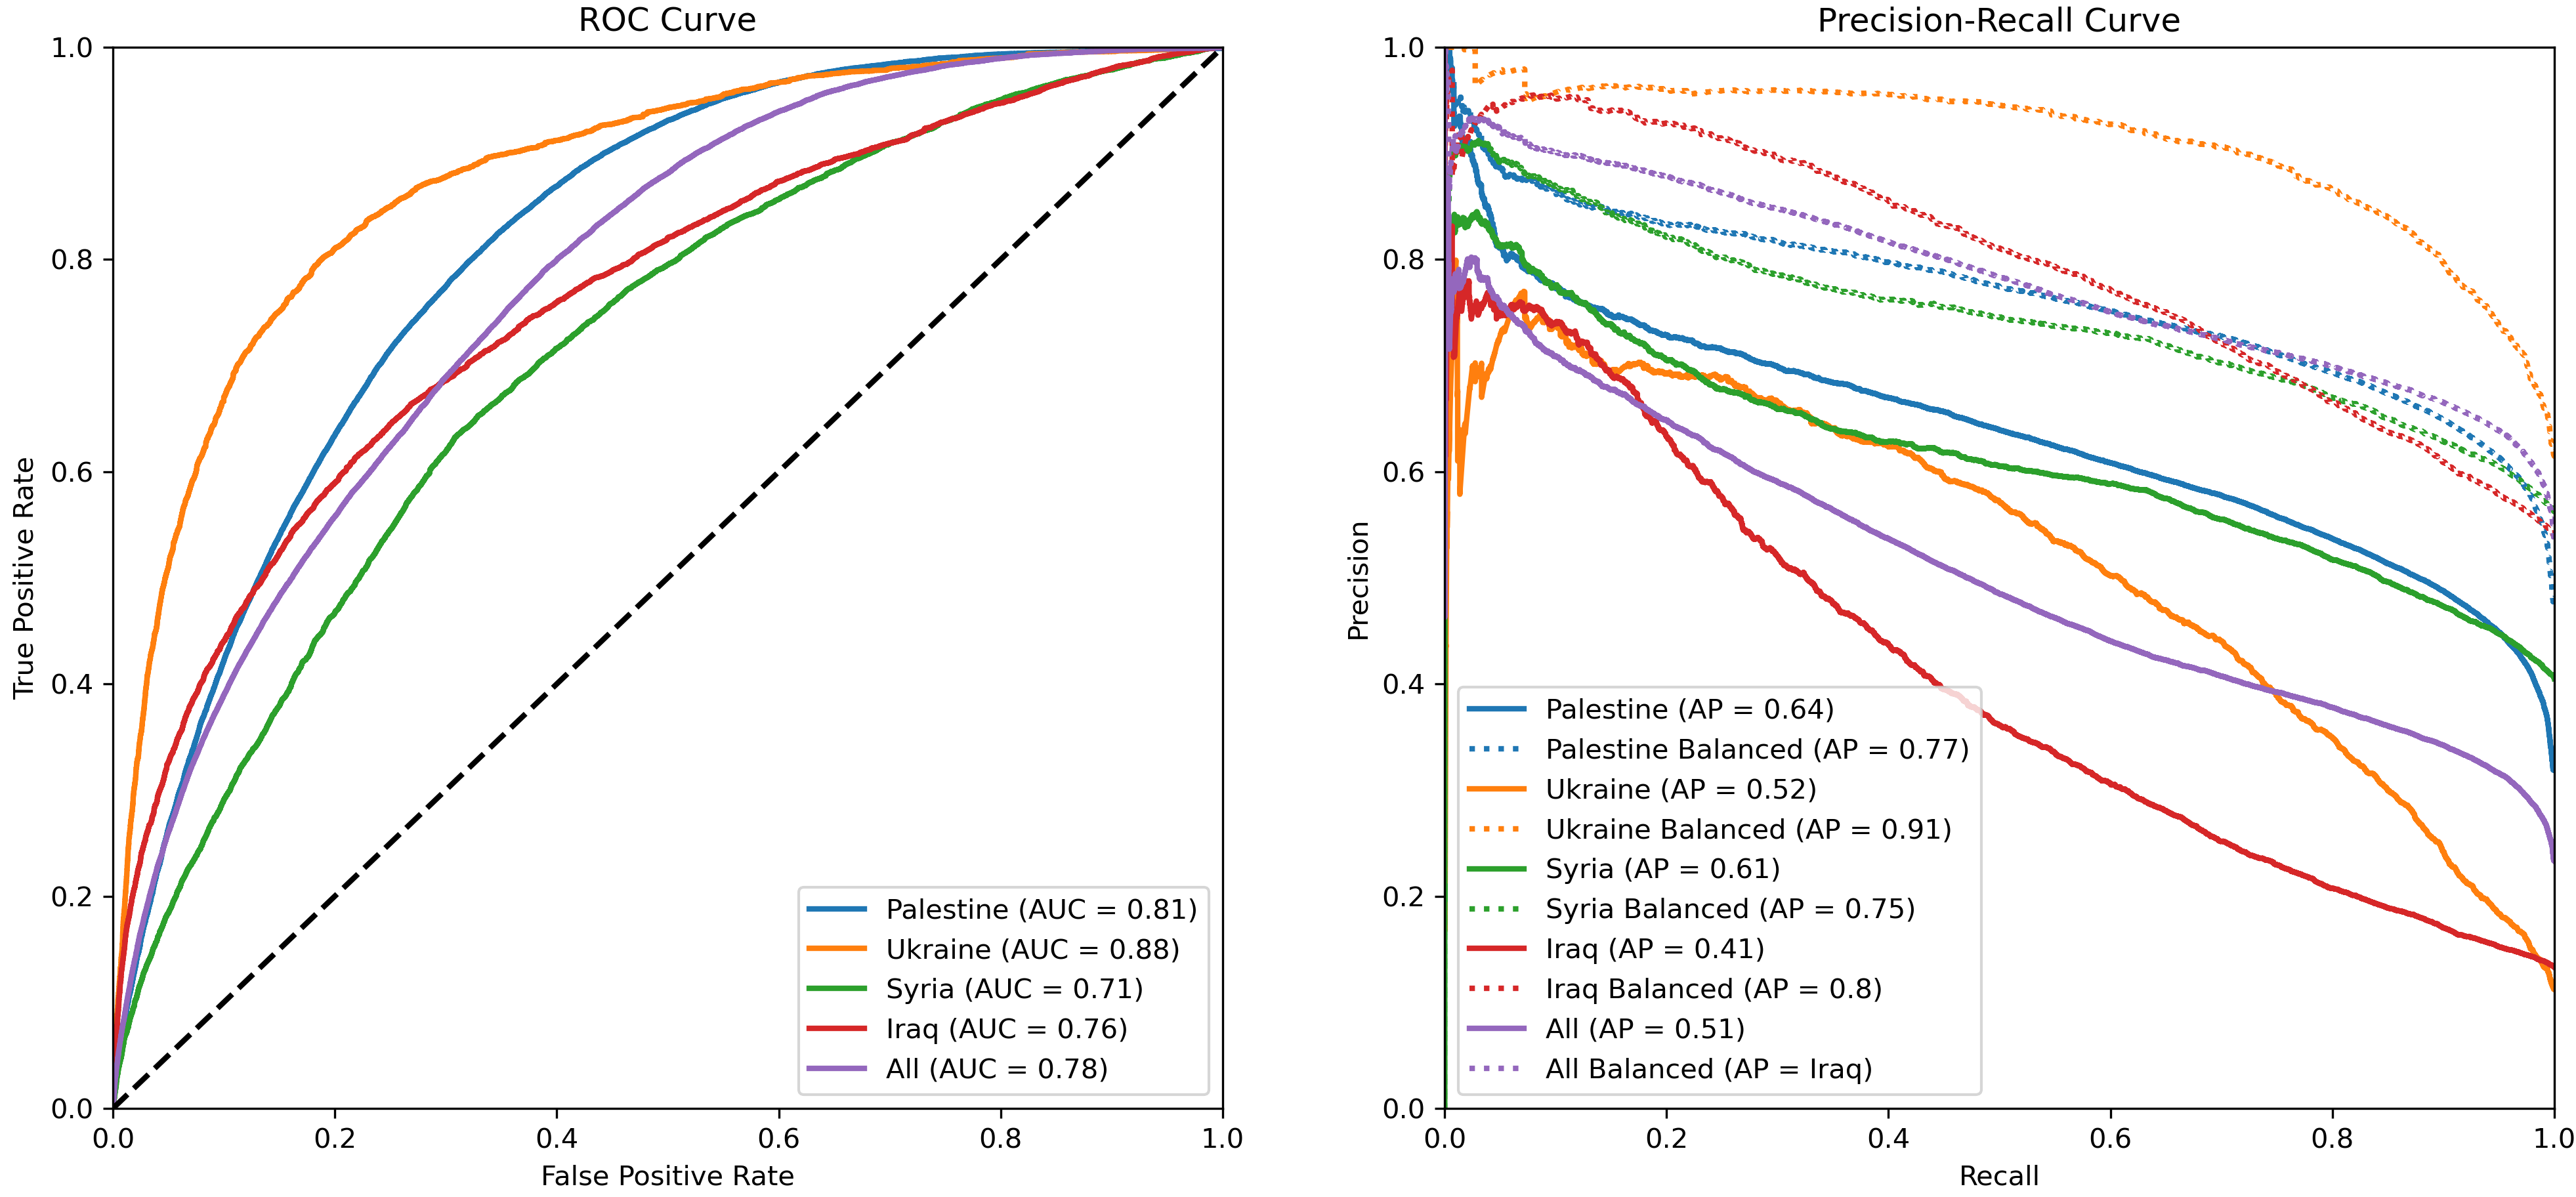 ROC Curve
1.0
0.8
0.6
0.4
0.2
0.0
True Positive Rate
0.0 0.2 0.4 0.6 0.8 1.0
False Positive Rate
Palestine (AUC = 0.81)
Ukraine (AUC = 0.88)
Syria (AUC = 0.71)
Iraq (AUC = 0.76)
All (AUC = 0.78)
Precision-Recall Curve
1.0
0.8
0.6
0.4
0.2
0.0
Precision
0.0 0.2 0.4 0.6 0.8 1.0
Recall
Palestine (AP = 0.64)
Palestine Balanced (AP = 0.77)
Ukraine (AP = 0.52)
Ukraine Balanced (AP = 0.91)
Syria (AP = 0.61)
Syria Balanced (AP = 0.75)
Iraq (AP = 0.41)
Iraq Balanced (AP = 0.8)
All (AP = 0.51)
All Balanced (AP = Iraq)